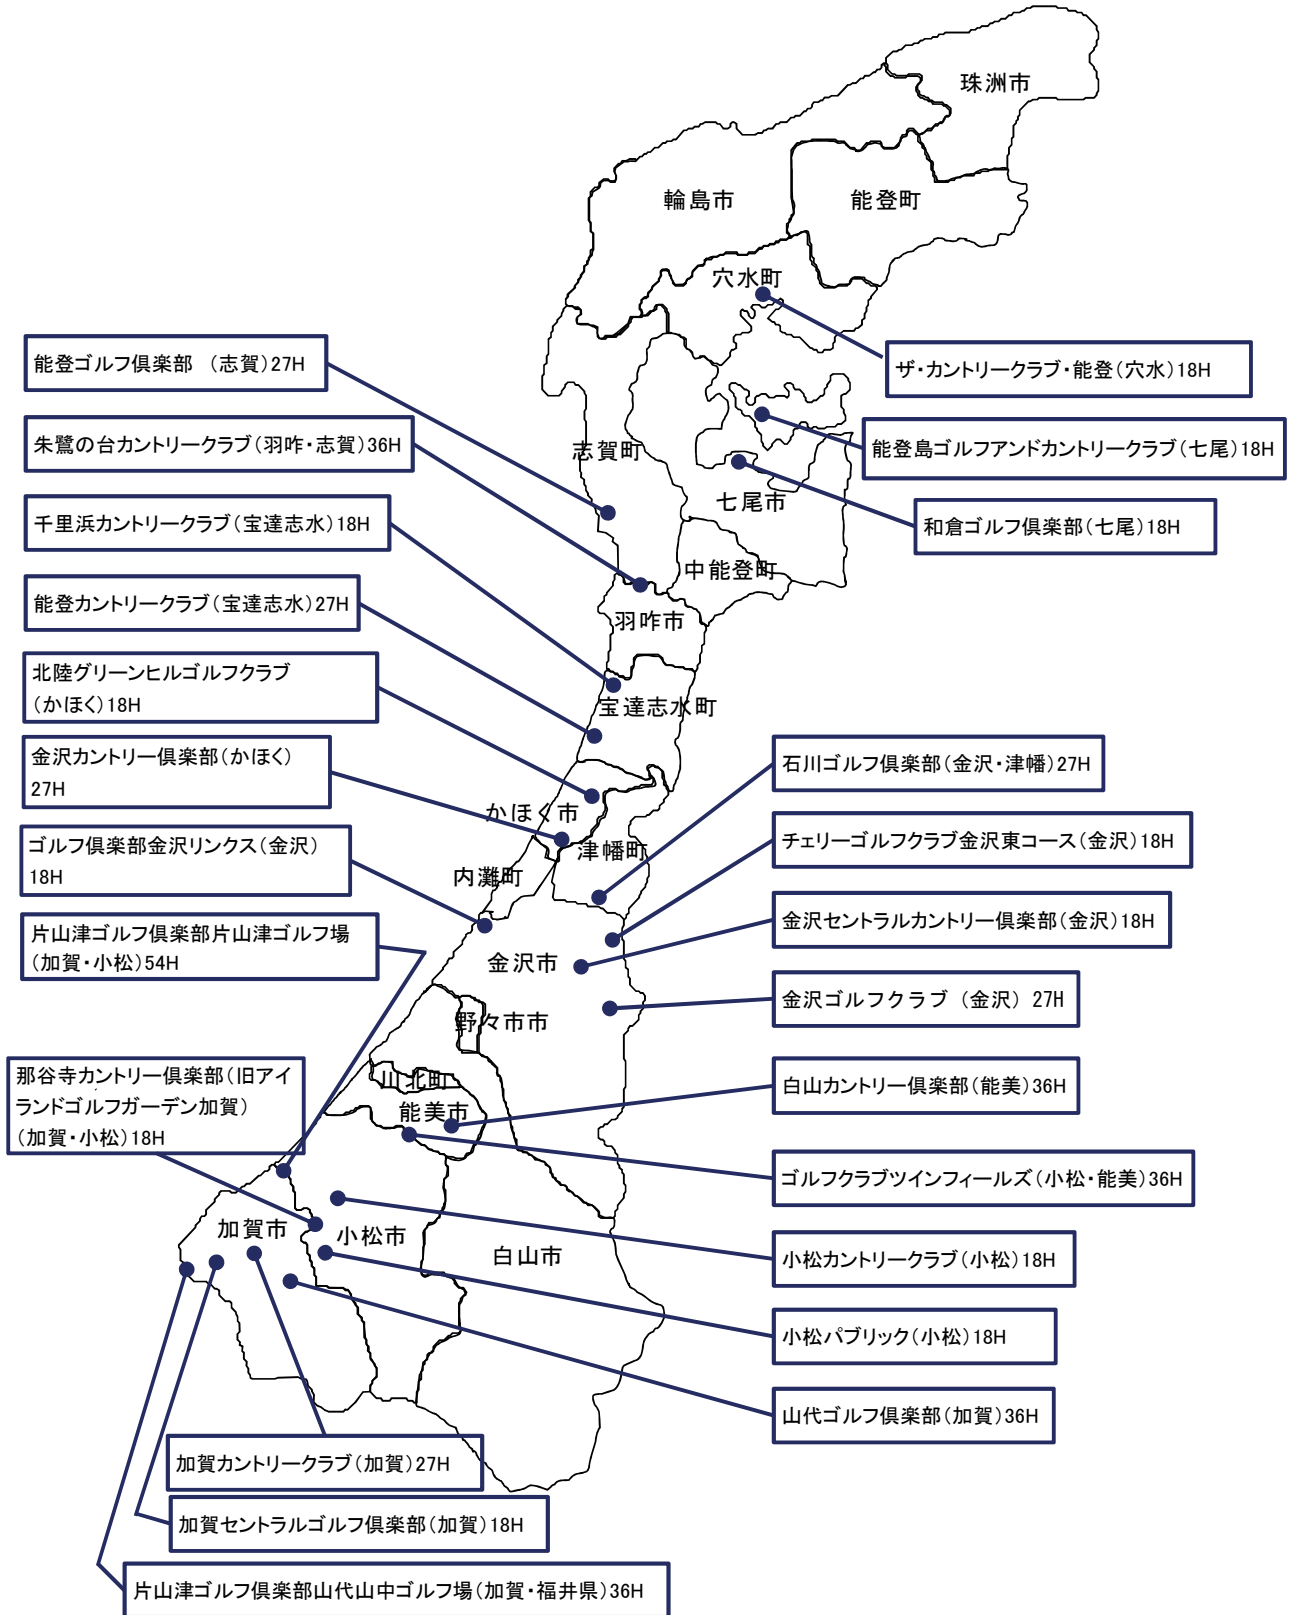 珠洲市
輪島市
能登町
穴水町
能登ゴルフ倶楽部　(志賀)27H
ザ・カントリークラブ・能登(穴水)18H
朱鷺の台カントリークラブ(羽咋・志賀)36H
志賀町
能登島ゴルフアンドカントリークラブ(七尾)18H
千里浜カントリークラブ(宝達志水)18H
七尾市
和倉ゴルフ倶楽部(七尾)18H
中能登町
能登カントリークラブ(宝達志水)27H
羽咋市
北陸グリーンヒルゴルフクラブ
(かほく)18H
宝達志水町
金沢カントリー倶楽部(かほく)
27H
石川ゴルフ倶楽部(金沢・津幡)27H
かほく市
ゴルフ倶楽部金沢リンクス(金沢)
18H
津幡町
チェリーゴルフクラブ金沢東コース(金沢)18H
内灘町
片山津ゴルフ倶楽部片山津ゴルフ場
(加賀・小松)54H
金沢セントラルカントリー倶楽部(金沢)18H
金沢市
金沢ゴルフクラブ (金沢) 27H
野々市市
那谷寺カントリー倶楽部(旧アイ
ランドゴルフガーデン加賀)
(加賀・小松)18H
川北町
白山カントリー倶楽部(能美)36H
能美市
ゴルフクラブツインフィールズ(小松・能美)36H
加賀市
小松市
白山市
小松カントリークラブ(小松)18H
小松パブリック(小松)18H
山代ゴルフ倶楽部(加賀)36H
加賀カントリークラブ(加賀)27H
加賀セントラルゴルフ倶楽部(加賀)18H
片山津ゴルフ倶楽部山代山中ゴルフ場(加賀・福井県)36H